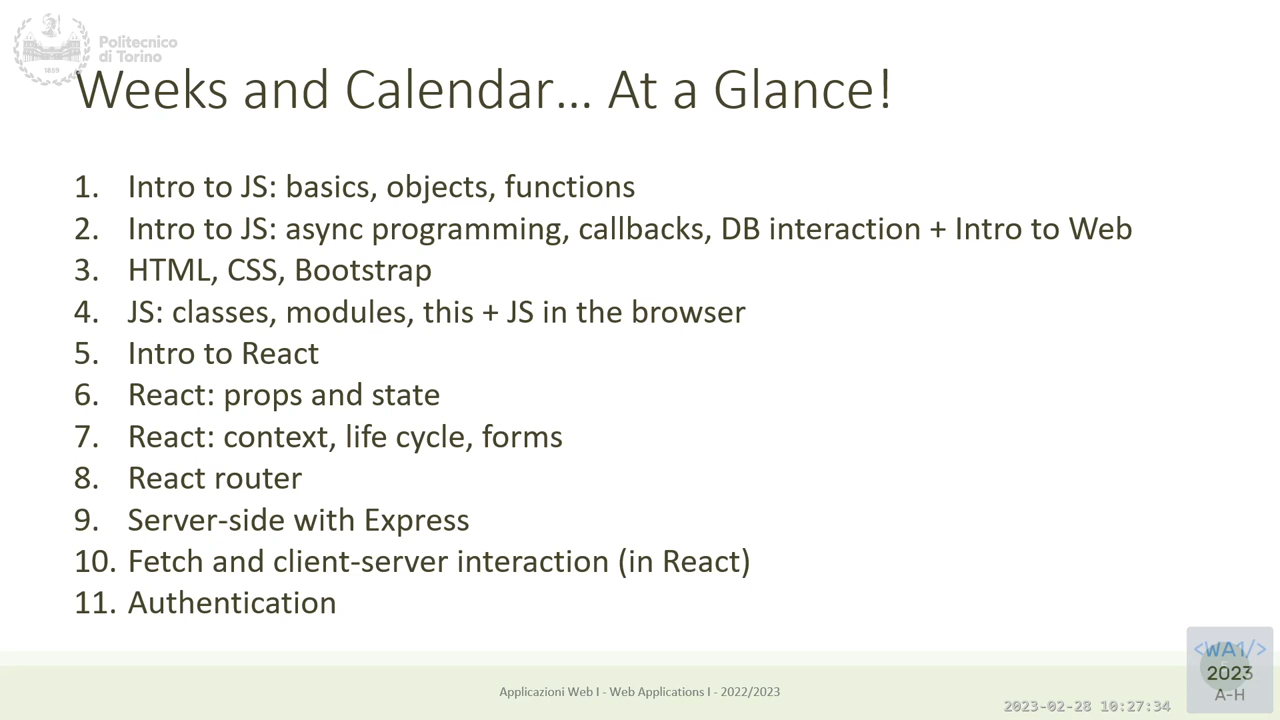 Politecnico
di Torino
1859
Weeks and Calendar... At a Glance!
1. Intro to JS: basics, objects, functions
2. Intro to JS: async programming, callbacks, DB interaction + Intro to Web
3. HTML, CSS, Bootstrap
4. JS: classes, modules, this + JS in the browser
5. Intro to React
6. React: props and state
7. React: context, life cycle, forms
8. React router
9. Server-side with Express
10. Fetch and client-server interaction (in React)
11. Authentication
Applicazioni Web I - Web Applications I - 2022/2023
2023-02-28 10:27:34
<WA1/>
2023
A-H